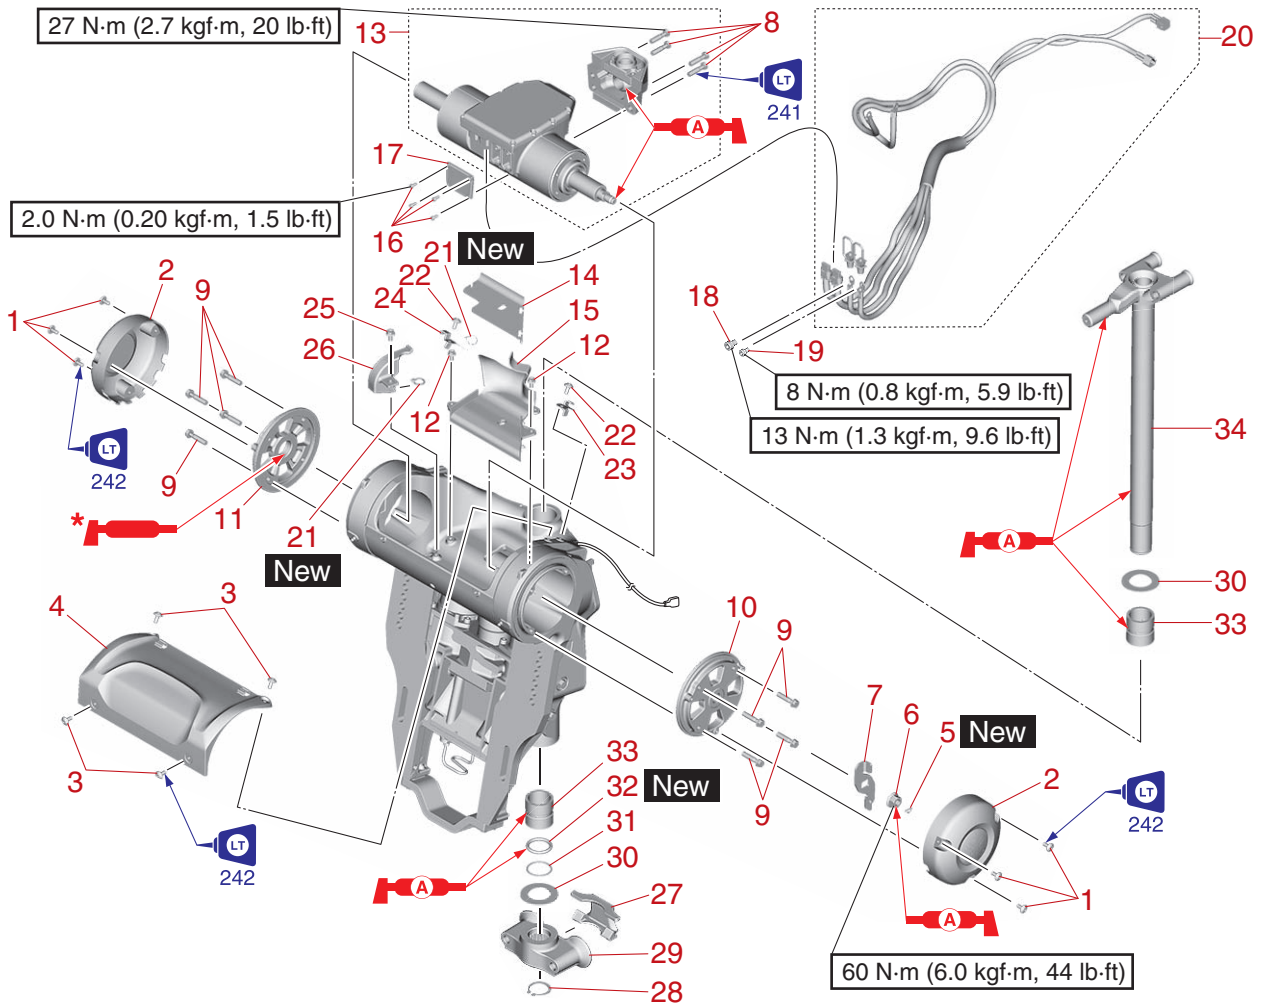 27 N·m (2.7 kgf·m, 20 lb·ft)
13
8
20
LT
241
A
17
2.0 N·m (0.20 kgf·m, 1.5 lb·ft)
16
New
21
2
9
22
14
1
25
24
15
18
26
12
19
8 N·m (0.8 kgf·m, 5.9 lb·ft)
12
22
13 N·m (1.3 kgf·m, 9.6 lb·ft)
34
LT
242
9
23
*
11
21
A
New
30
4
3
10
33
9
7
6
5
New
3
33
New
2
LT
242
32
9
31
LT
242
30
A
27
1
A
29
60 N·m (6.0 kgf·m, 44 lb·ft)
28